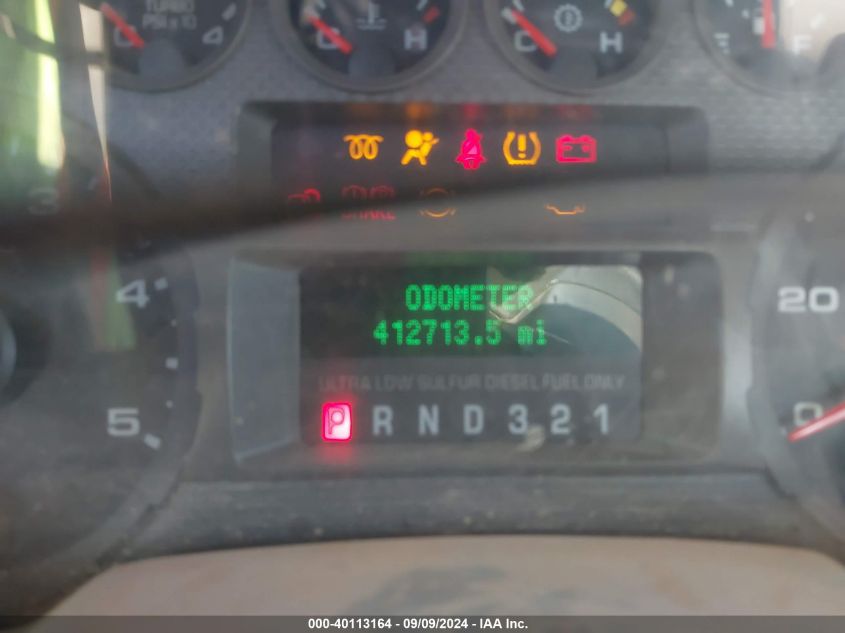 TURBO
PSI x 10
C 4
C H
C H
E F
BRAKE
3
4
5
ODOMETER
412713.5 mi
ULTRA LOW SULFUR DIESEL FUEL ONLY
P R N D 3 2 1
20
0
000-40113164 - 09/09/2024 - IAA Inc.